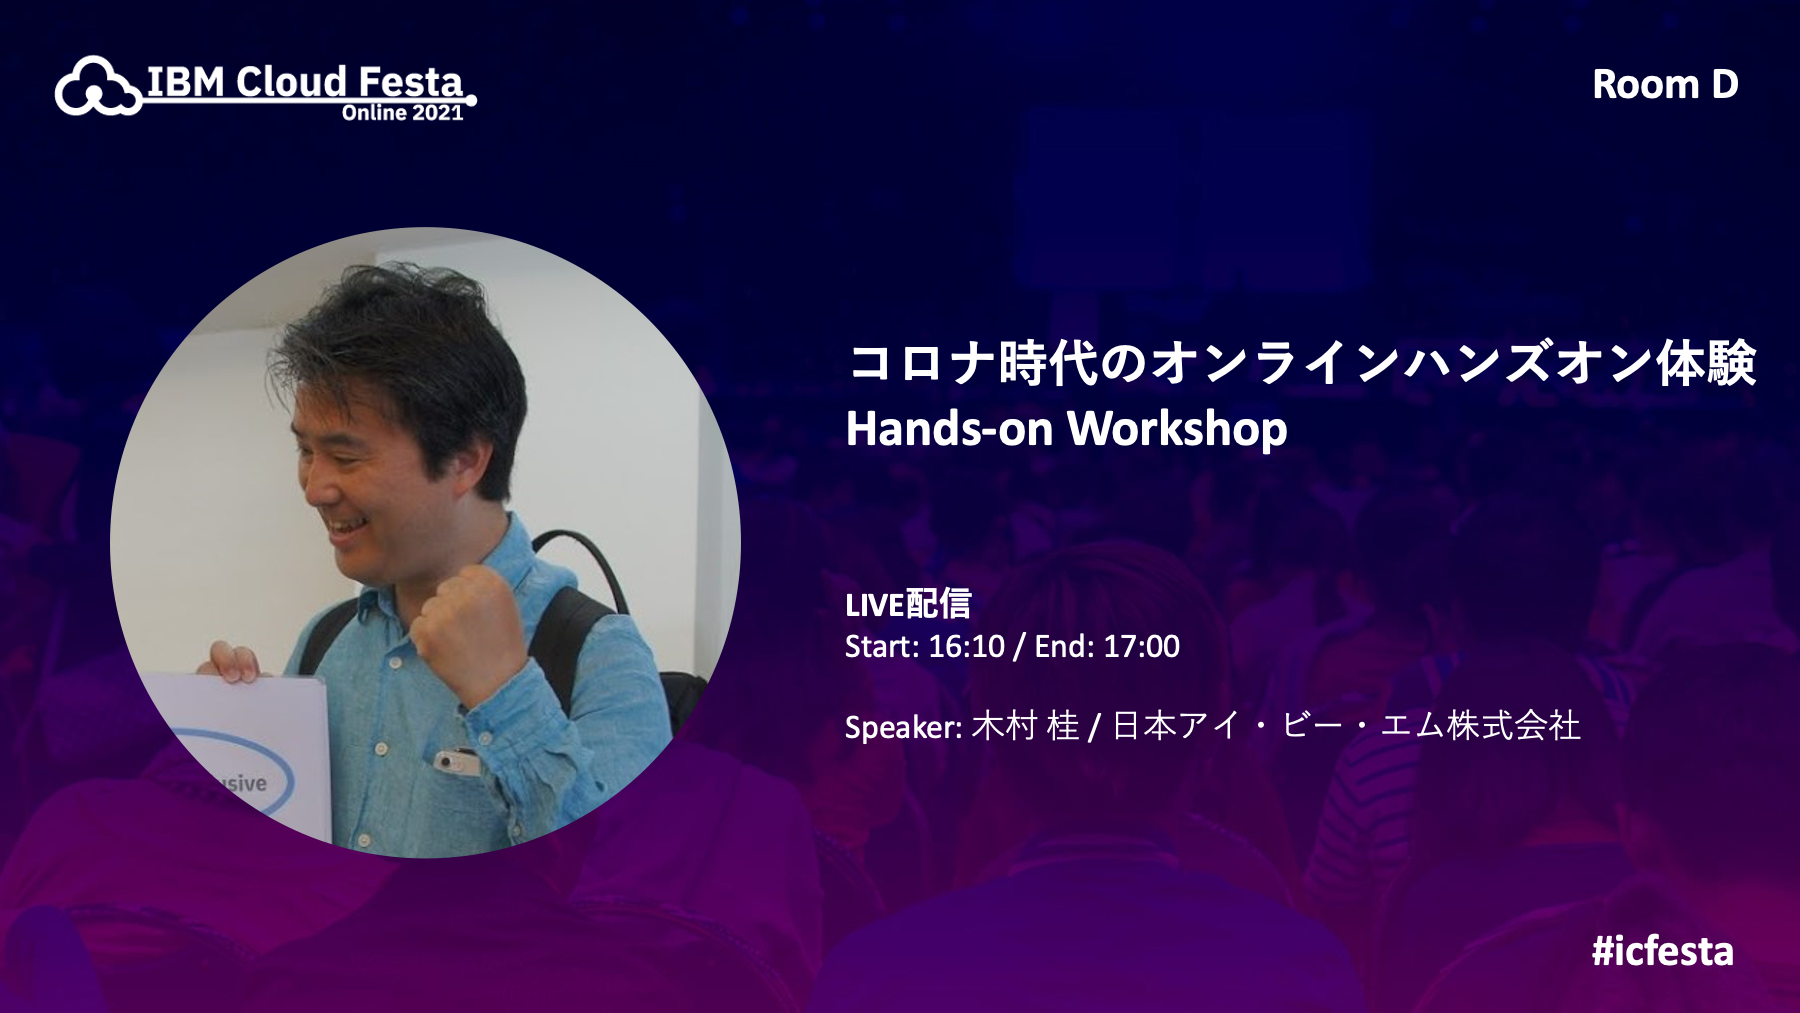 IBM Cloud Festa
Online 2021
Room D
コロナ時代のオンラインハンズオン体験
Hands-on Workshop
LIVE配信
Start: 16:10 / End: 17:00
Speaker: 木村 桂 / 日本アイ・ビー・エム株式会社
#icfesta